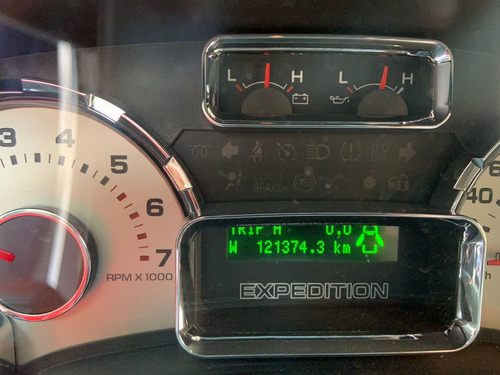 L H L H
3
4
5
6
7
RPM X 1000
BRAKE
TRIP
0.0
W 121374.3 km
EXPEDITION
40